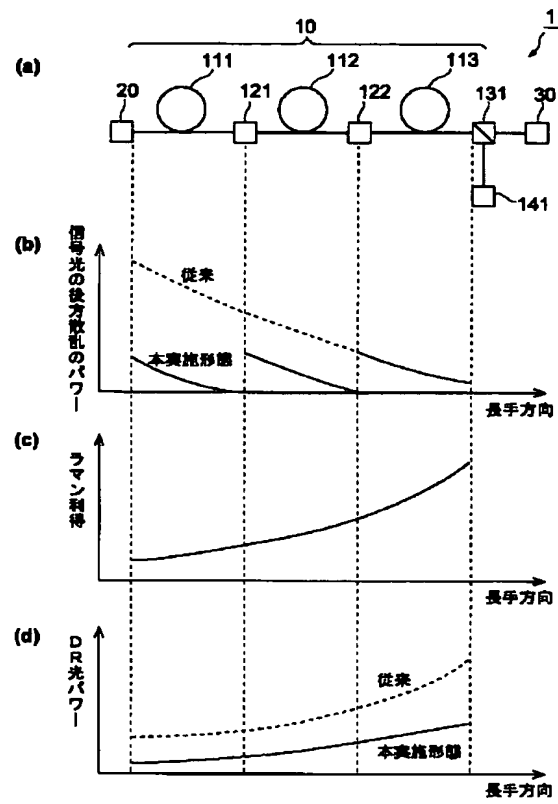 1
10
(a)
111
112
113
20
121
122
131
30
141
(b)
信号光の後方散乱のパワー
従来
本実施形態
長手方向
(c)
ラマン利得
長手方向
(d)
DR光パワー
従来
本実施形態
長手方向